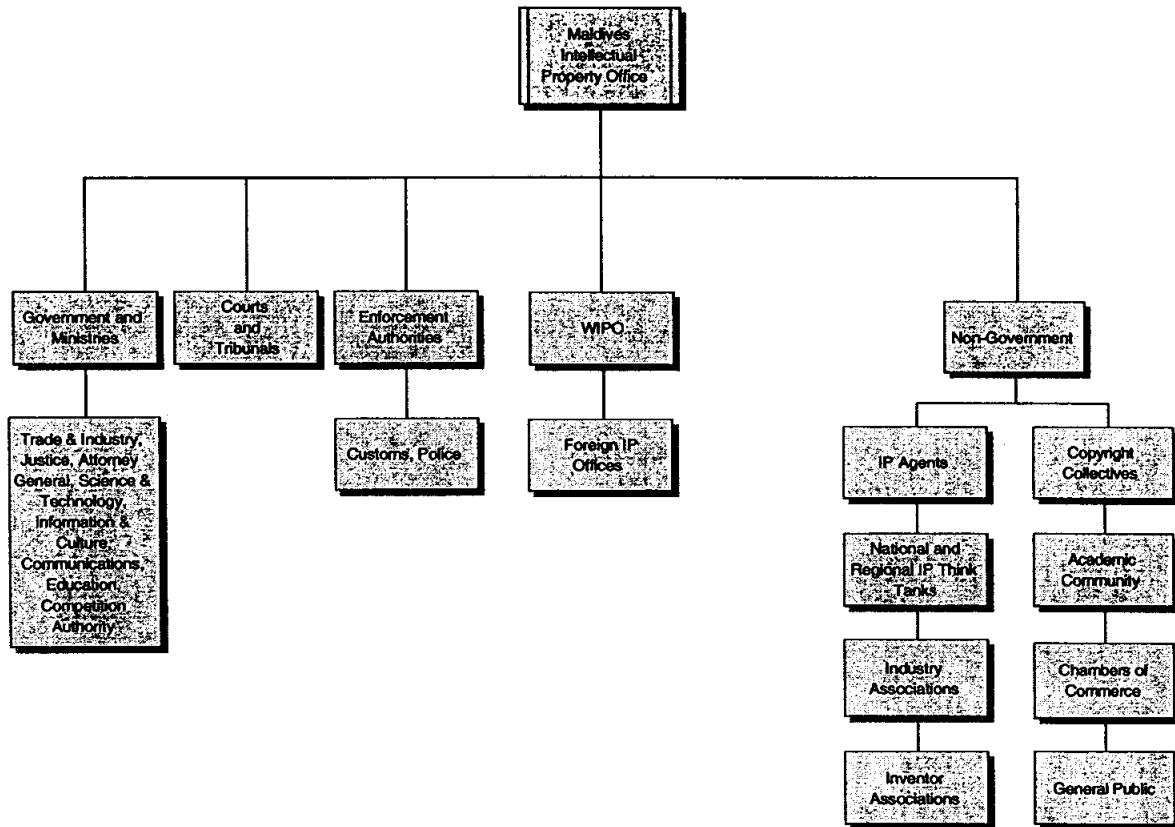 Maldives
Intellectual
Property Office
Government and
Ministries
Courts
and
Tribunals
Enforcement
Authorities
WIPO
Non-Government
Trade & Industry,
Justice, Attorney
General, Science &
Technology,
Information &
Culture,
Communications,
Education,
Competition
Authority
Customs, Police
Foreign IP
Offices
IP Agents
Copyright
Collectives
National and
Regional IP Think
Tanks
Academic
Community
Industry
Associations
Chambers of
Commerce
Inventor
Associations
General Public